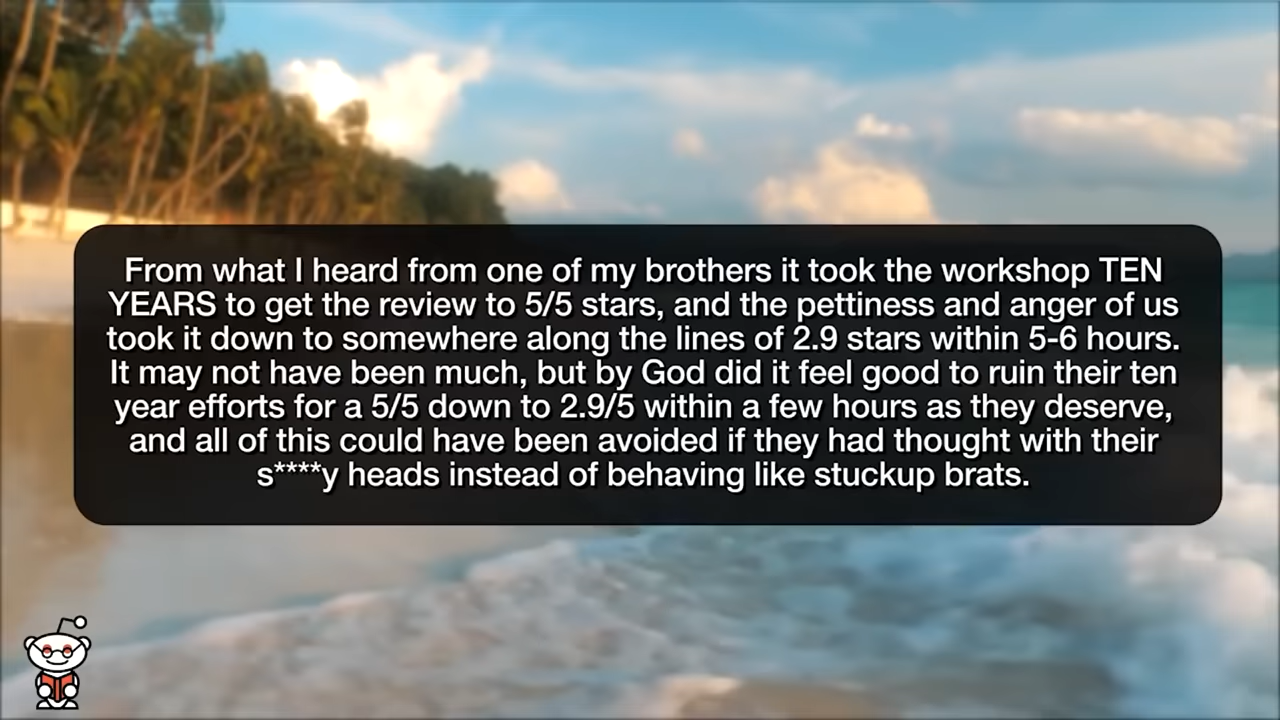 From what I heard from one of my brothers it took the workshop TEN
YEARS to get the review to 5/5 stars, and the pettiness and anger of us
took it down to somewhere along the lines of 2.9 stars within 5-6 hours.
It may not have been much, but by God did it feel good to ruin their ten
year efforts for a 5/5 down to 2.9/5 within a few hours as they deserve,
and all of this could have been avoided if they had thought with their
s****y heads instead of behaving like stuckup brats.